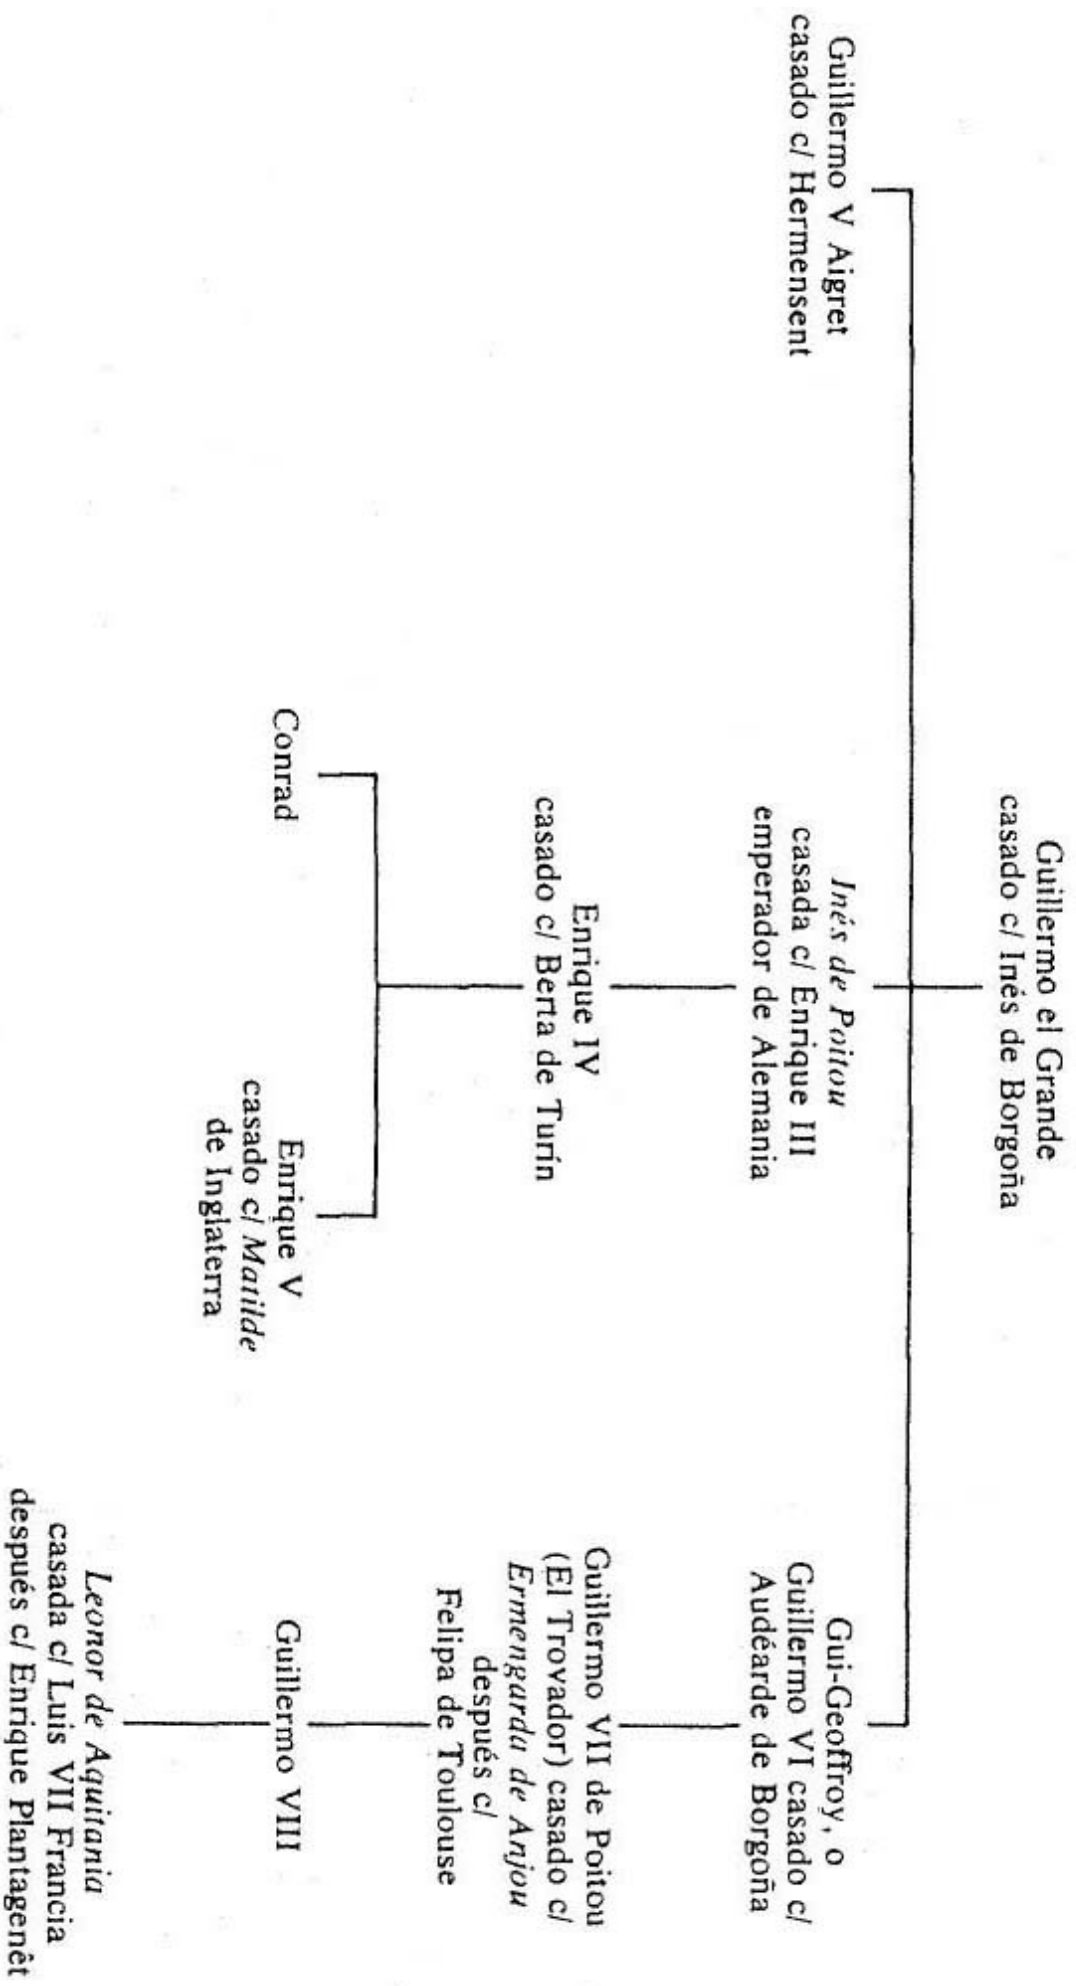 Guillermo el Grande
casado c/ Inés de Borgoña
Guillermo V Aigret
casado c/ Hermensent
Inés de Poitou
casada c/ Enrique III
emperador de Alemania
Gui-Geoffroy, o
Guillermo VI casado c/
Audéarde de Borgoña
Enrique IV
casado c/ Berta de Turín
Guillermo VII de Poitou
(El Trovador) casado c/
Ermengarda de Anjou
después c/
Felipa de Toulouse
Conrad
Enrique V
casado c/ Matilde
de Inglaterra
Guillermo VIII
Leonor de Aquitania
casada c/ Luis VII Francia
después c/ Enrique Plantagenêt